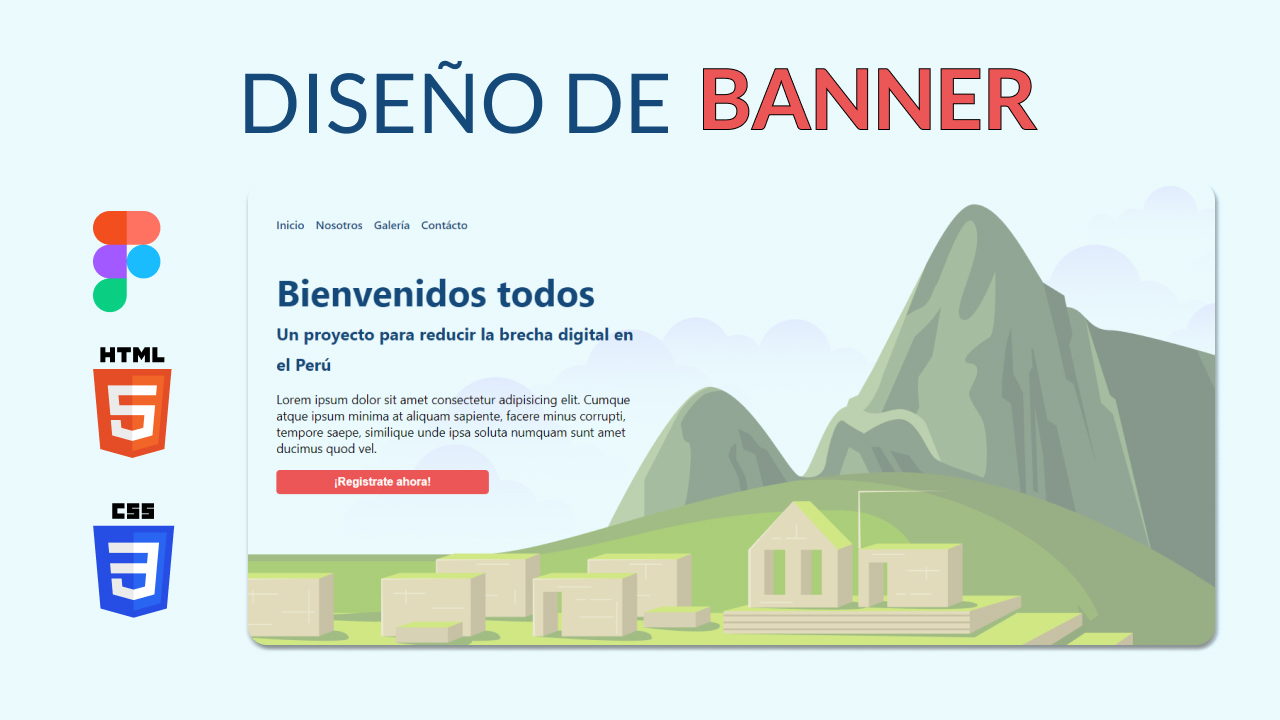 DISEÑO DE BANNER
Inicio Nosotros Galería Contácto
Bienvenidos todos
Un proyecto para reducir la brecha digital en
el Perú
Lorem ipsum dolor sit amet consectetur adipisicing elit. Cumque
atque ipsum minima at aliquam sapiente, facere minus corrupti,
tempore saepe, similique unde ipsa soluta numquam sunt amet
ducimus quod vel.
¡Registrate ahora!
HTML
5
CSS
3